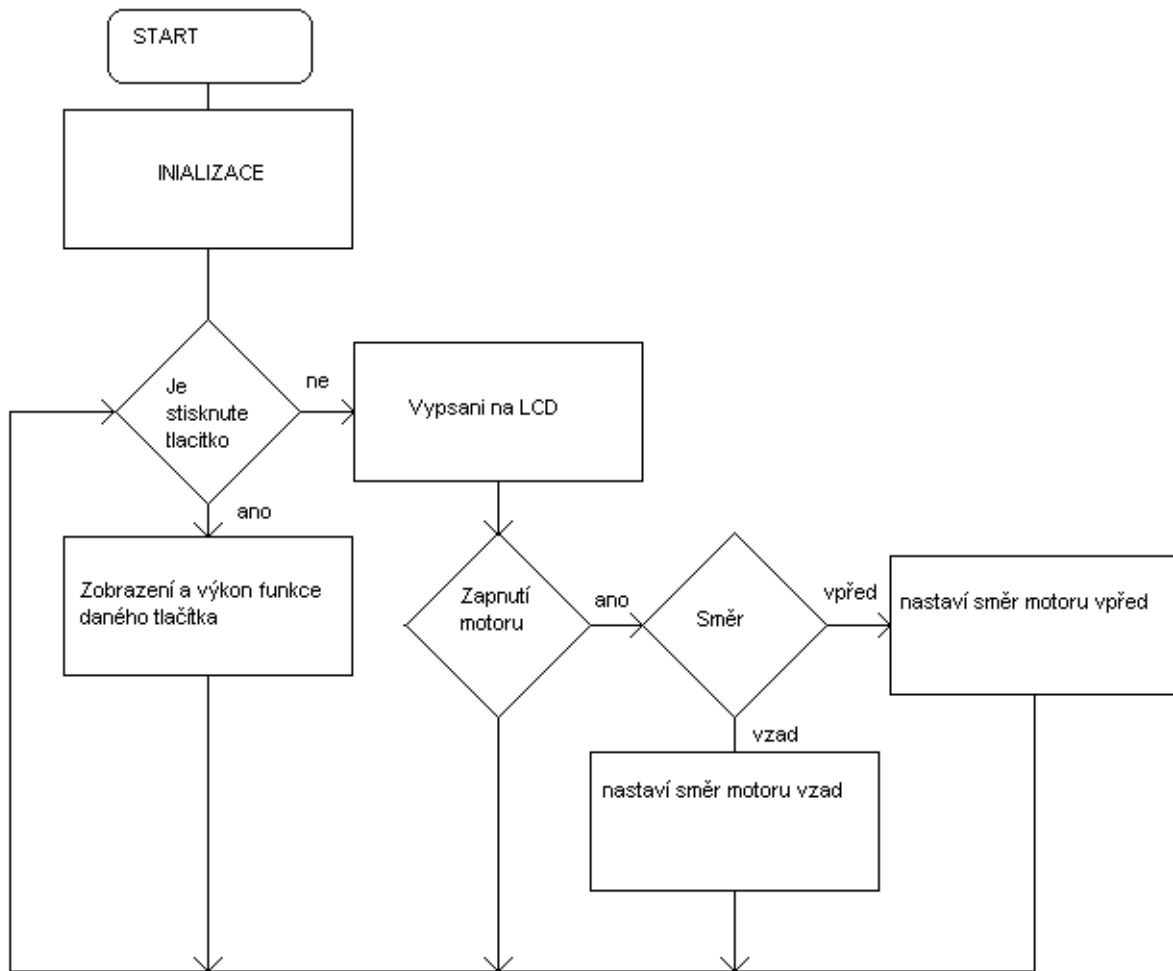 START
INIALIZACE
Je
stisknute
tlacitko
ne
Vypsani na LCD
ano
Zobrazení a výkon funkce
daného tlačítka
Zapnutí
motoru
ano
Směr
vpřed
nastaví směr motoru vpřed
vzad
nastaví směr motoru vzad